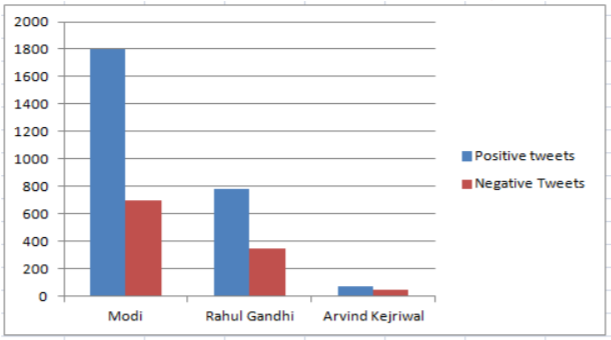 2000
1800
1600
1400
1200
1000
800
600
400
200
0
Modi
Rahul Gandhi
Arvind Kejriwal
Positive tweets
Negative Tweets